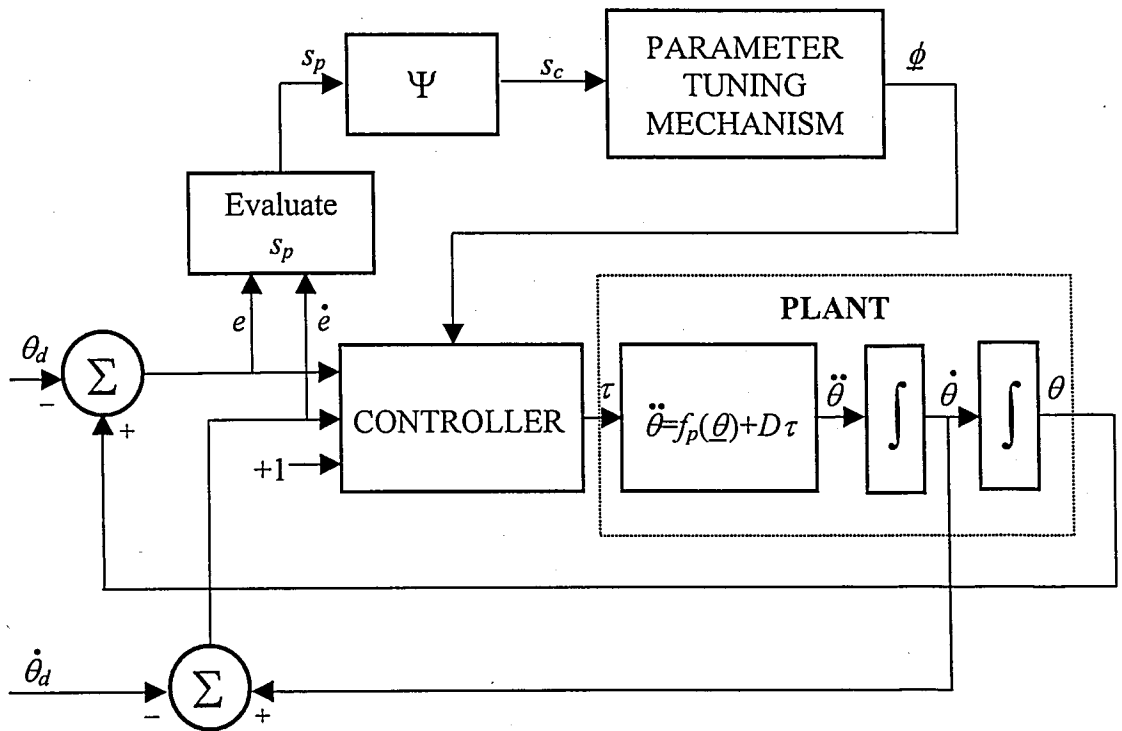 s_p
Ψ
s_c
PARAMETER
TUNING
MECHANISM
ϕ̲
Evaluate
s_p
e
ė
PLANT
θ_d
Σ
−
+
CONTROLLER
+1
τ
θ̈=f_p(θ̲)+Dτ
θ̈
∫
θ̇
∫
θ
θ̇_d
Σ
−
+